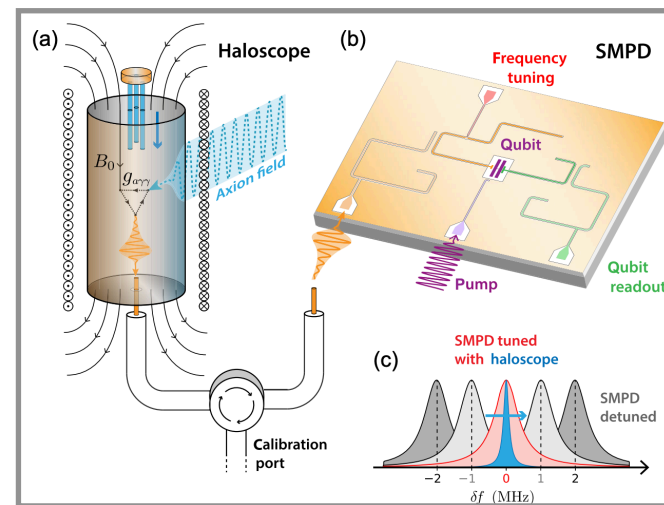 (a)
Haloscope
B₀
gₐγγ
Axion field
Calibration
port
(b)
SMPD
Frequency
tuning
Qubit
Pump
Qubit
readout
(c)
SMPD tuned
with haloscope
SMPD
detuned
−2 −1 0 1 2
δf (MHz)